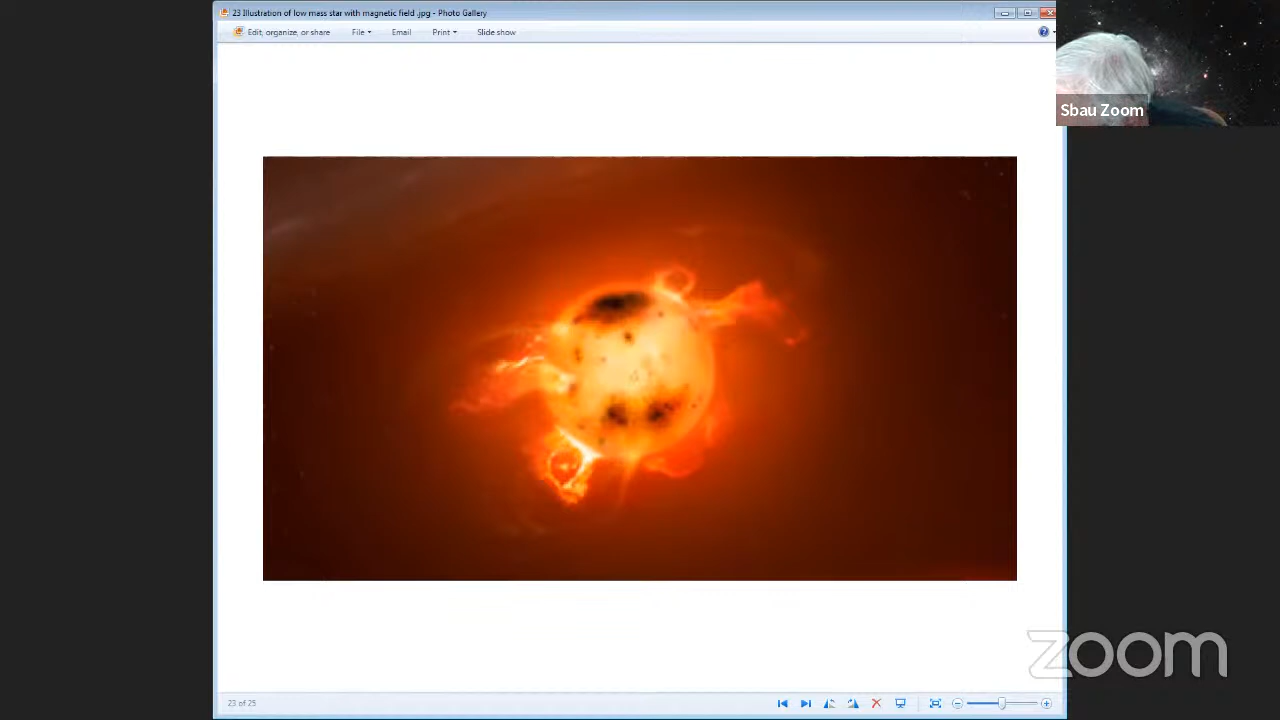 23 Illustration of low mass star with magnetic field .jpg - Photo Gallery
Edit, organize, or share File Email Print Slide show
Sbau Zoom
zoom
23 of 25